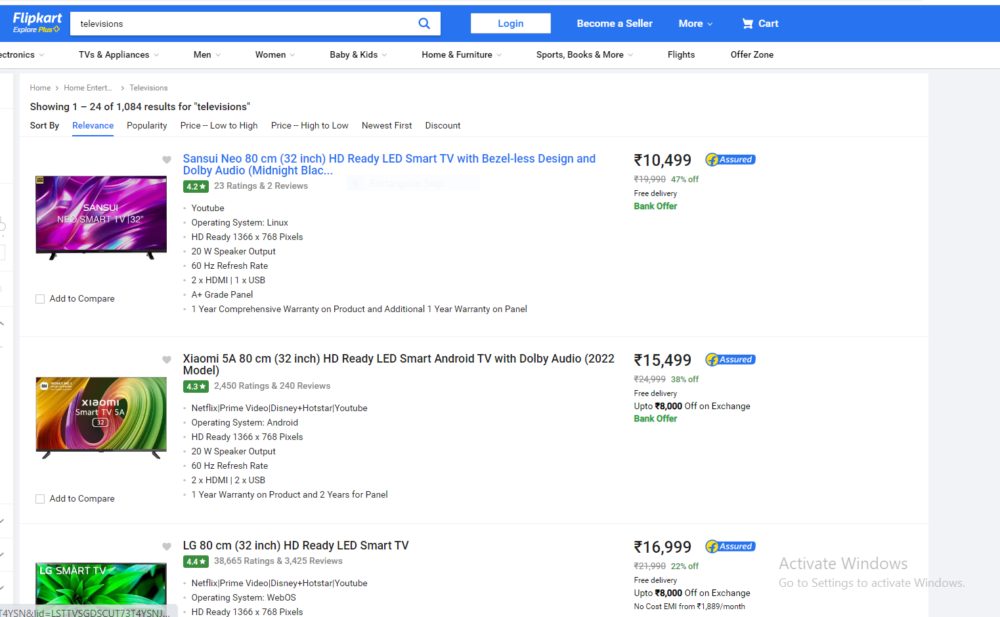 Flipkart
Explore Plus
televisions
Login
Become a Seller
More
Cart
ectronics
TVs & Appliances
Men
Women
Baby & Kids
Home & Furniture
Sports, Books & More
Flights
Offer Zone
Home
Home Entert...
Televisions
Showing 1 – 24 of 1,084 results for "televisions"
Sort By
Relevance
Popularity
Price -- Low to High
Price -- High to Low
Newest First
Discount
Sansui Neo 80 cm (32 inch) HD Ready LED Smart TV with Bezel-less Design and
Dolby Audio (Midnight Blac...
4.2
23 Ratings & 2 Reviews
Rectangular Snip
SANSUI
NEO SMART TV|32”
Youtube
Operating System: Linux
HD Ready 1366 x 768 Pixels
20 W Speaker Output
60 Hz Refresh Rate
2 x HDMI | 1 x USB
A+ Grade Panel
1 Year Comprehensive Warranty on Product and Additional 1 Year Warranty on Panel
₹10,499
Assured
₹19,990 47% off
Free delivery
Bank Offer
Add to Compare
Xiaomi 5A 80 cm (32 inch) HD Ready LED Smart Android TV with Dolby Audio (2022
Model)
4.3
2,450 Ratings & 240 Reviews
mi
INDIA'S NO.1
xiaomi
Smart TV 5A
32
Netflix|Prime Video|Disney+Hotstar|Youtube
Operating System: Android
HD Ready 1366 x 768 Pixels
20 W Speaker Output
60 Hz Refresh Rate
2 x HDMI | 2 x USB
1 Year Warranty on Product and 2 Years for Panel
₹15,499
Assured
₹24,999 38% off
Free delivery
Upto ₹8,000 Off on Exchange
Bank Offer
Add to Compare
LG 80 cm (32 inch) HD Ready LED Smart TV
4.4
38,665 Ratings & 3,425 Reviews
LG SMART TV
Netflix|Prime Video|Disney+Hotstar|Youtube
Operating System: WebOS
HD Ready 1366 x 768 Pixels
₹16,999
Assured
₹21,990 22% off
Free delivery
Upto ₹8,000 Off on Exchange
No Cost EMI from ₹1,889/month
Activate Windows
Go to Settings to activate Windows.
T4YSN&lid=LSTTVSGDSCUT73T4YSNJ...